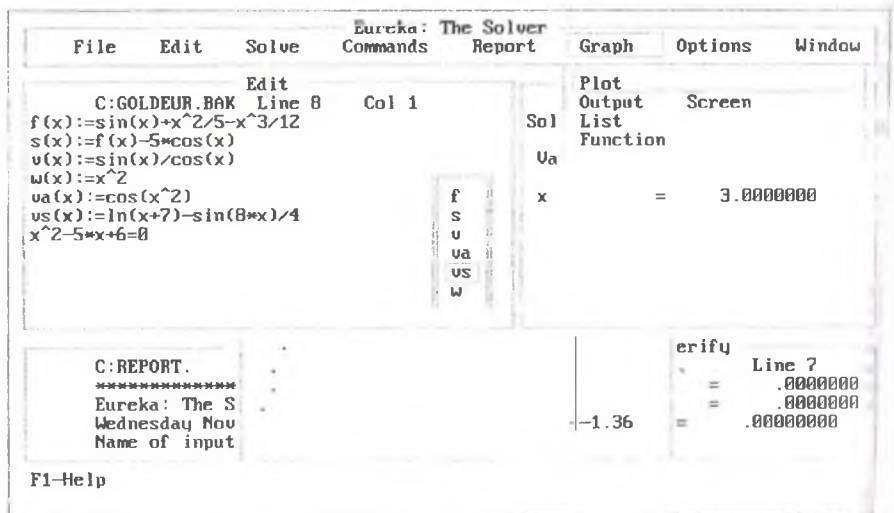 Eureka: The Solver
File Edit Solve Commands Report Graph Options Window
Edit
C:GOLDEUR.BAK Line 8 Col 1
f(x):=sin(x)+x^2/5-x^3/12
s(x):=f(x)-5*cos(x)
v(x):=sin(x)/cos(x)
w(x):=x^2
va(x):=cos(x^2)
vs(x):=ln(x+7)-sin(8*x)/4
x^2-5*x+6=0
f
s
v
va
vs
w
Plot
Output Screen
List
Function
Sol
Va
x = 3.0000000
C:REPORT.
*************
Eureka: The S
Wednesday Nov
Name of input
-1.36
erify
Line 7
= .0000000
= .0000000
= .00000000
F1-Help